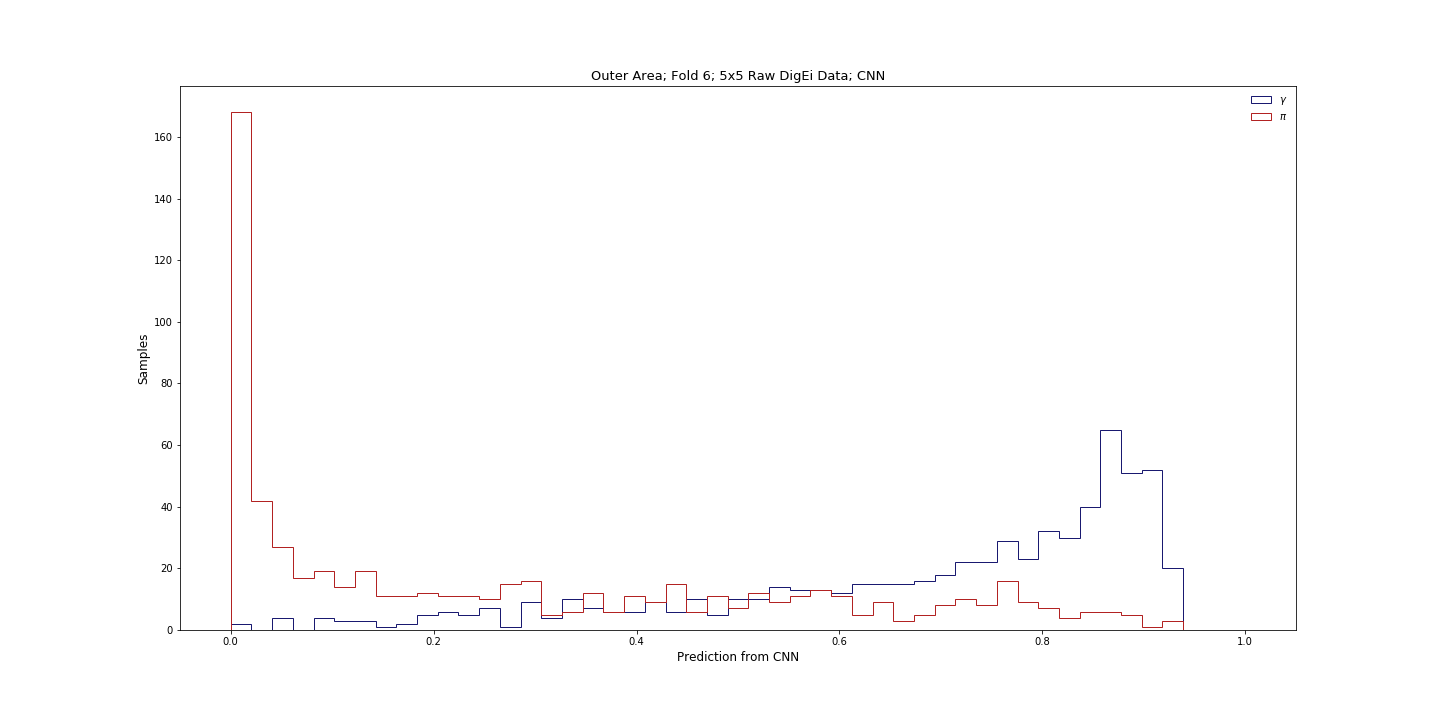 Outer Area; Fold 6; 5x5 Raw DigEi Data; CNN
γ
π
160
140
120
100
80
60
40
20
0
Samples
0.0 0.2 0.4 0.6 0.8 1.0
Prediction from CNN